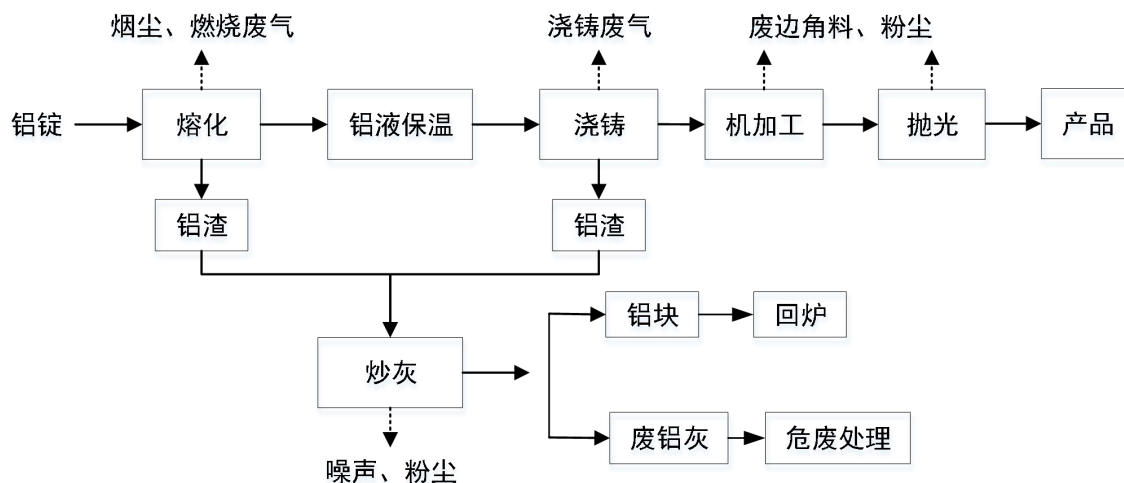 烟尘、燃烧废气
浇铸废气
废边角料、粉尘
铝锭
熔化
铝液保温
浇铸
机加工
抛光
产品
铝渣
铝渣
铝块
回炉
炒灰
废铝灰
危废处理
噪声、粉尘